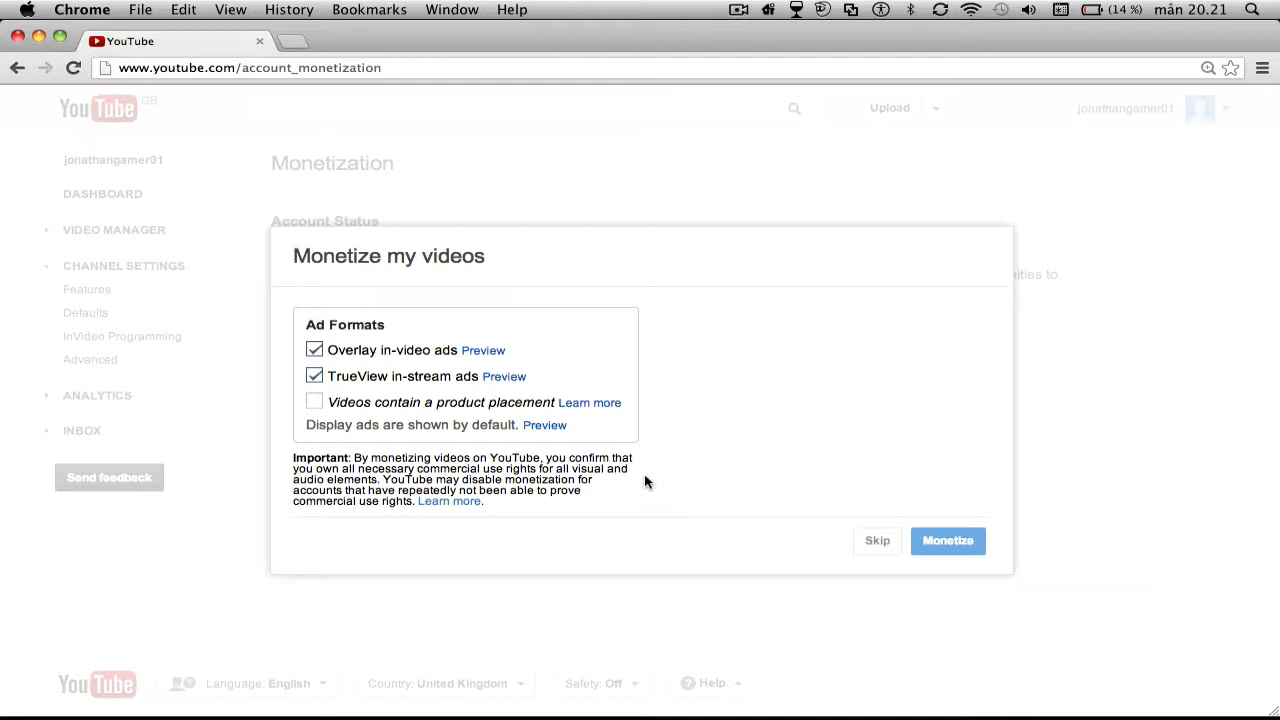 Chrome File Edit View History Bookmarks Window Help (14 %) mån 20.21
YouTube
www.youtube.com/account_monetization
YouTube GB Upload jonathangamer01
jonathangamer01
Monetization
DASHBOARD
Account Status
VIDEO MANAGER
Monetize my videos
CHANNEL SETTINGS
nities to
Features
Defaults
InVideo Programming
Advanced
ANALYTICS
INBOX
Send feedback
Ad Formats
Overlay in-video ads Preview
TrueView in-stream ads Preview
Videos contain a product placement Learn more
Display ads are shown by default. Preview
Important: By monetizing videos on YouTube, you confirm that
you own all necessary commercial use rights for all visual and
audio elements. YouTube may disable monetization for
accounts that have repeatedly not been able to prove
commercial use rights. Learn more.
Skip Monetize
YouTube Language: English Country: United Kingdom Safety: Off Help